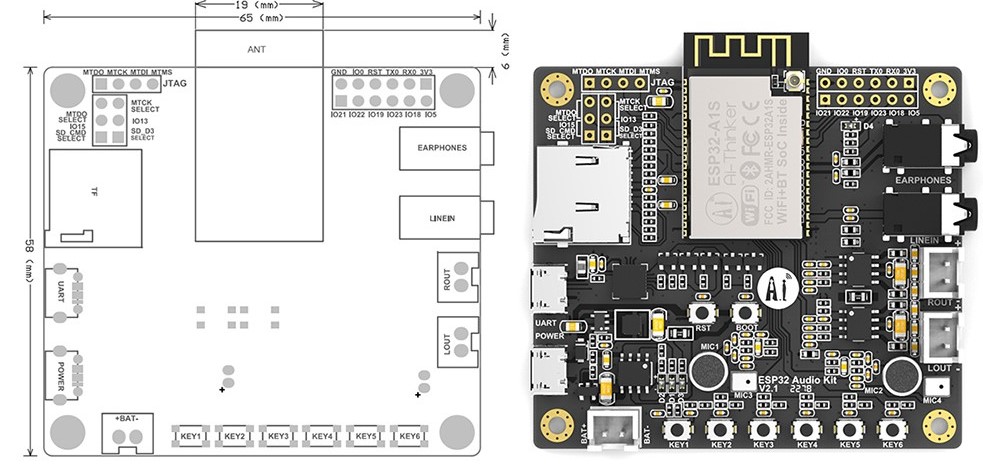 19 (mm)
65 (mm)
9 (mm)
58 (mm)
ANT
MTDO MTCK MTDI MTMS
JTAG
MTDO
SELECT
IO15
SD_CMD
SELECT
MTCK
SELECT
IO13
SD_D3
SELECT
GND IO0 RST TX0 RX0 3V3
IO21 IO22 IO19 IO23 IO18 IO5
EARPHONES
LINEIN
TF
UART
POWER
ROUT
LOUT
+BAT-
KEY1
KEY2
KEY3
KEY4
KEY5
KEY6
MTDO MTCK MTDI MTMS
JTAG
MTDO
SELECT
IO15
SD_CMD
SELECT
MTCK
SELECT
IO13
SD_D3
SELECT
ESP32-A1S
Ai-Thinker
Ai
WiFi
FCC ID: 2AHMR-ESP32A1S
WiFi+BT SoC Inside
GND IO0 RST TX0 RX0 3V3
IO21 IO22 IO19 IO23 IO18 IO5
D4
EARPHONES
LINEIN
ROUT
LOUT
UART
POWER
RST
BOOT
A.i
MIC1
MIC3
ESP32 Audio Kit
V2.1 2278
MIC2
MIC4
BAT+
BAT-
KEY1
KEY2
KEY3
KEY4
KEY5
KEY6